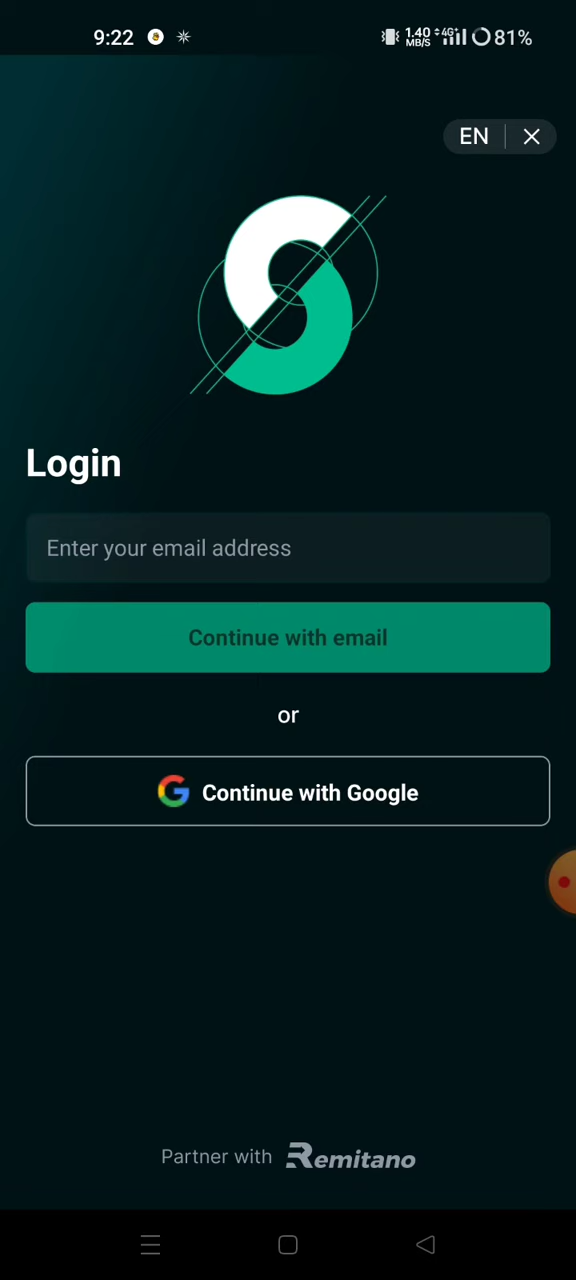 9:22
1.40 MB/S 4G+ 81%
EN
Login
Enter your email address
Continue with email
or
Continue with Google
Partner with Remitano